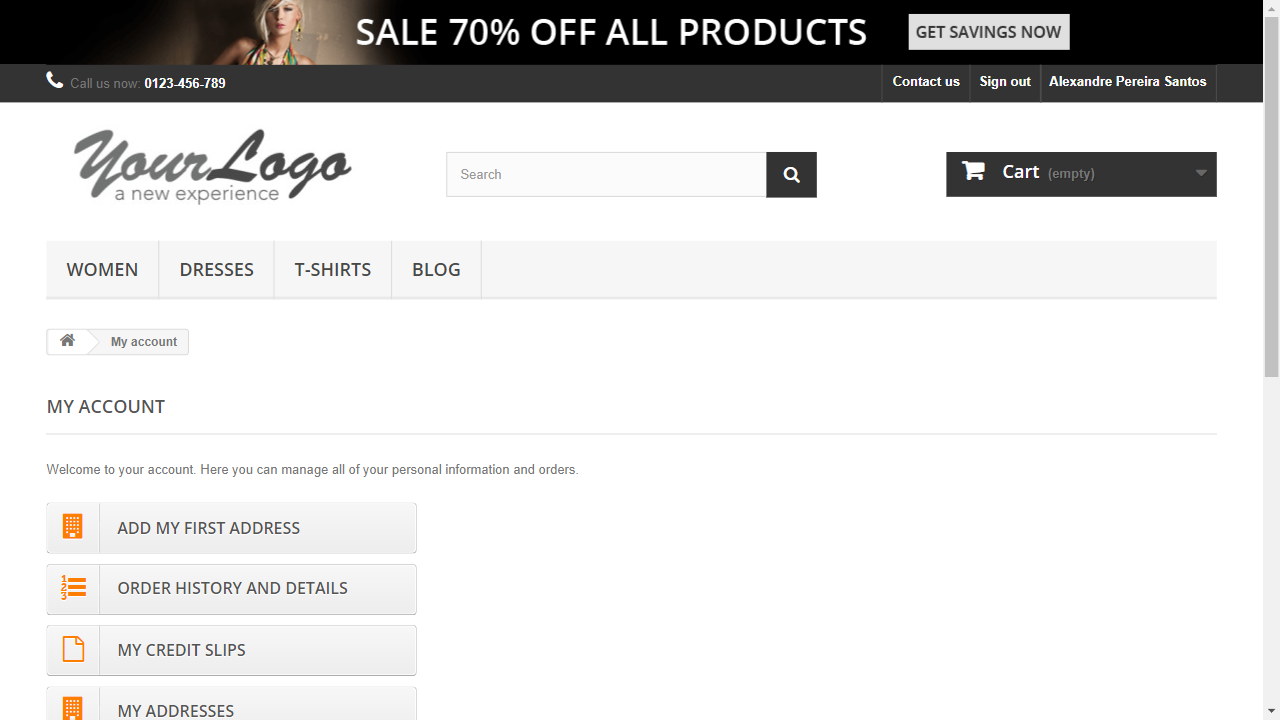 SALE 70% OFF ALL PRODUCTS GET SAVINGS NOW
Call us now: 0123-456-789 Contact us Sign out Alexandre Pereira Santos
YourLogo
a new experience
Search
Cart (empty)
WOMEN DRESSES T-SHIRTS BLOG
My account
MY ACCOUNT
Welcome to your account. Here you can manage all of your personal information and orders.
ADD MY FIRST ADDRESS
ORDER HISTORY AND DETAILS
MY CREDIT SLIPS
MY ADDRESSES